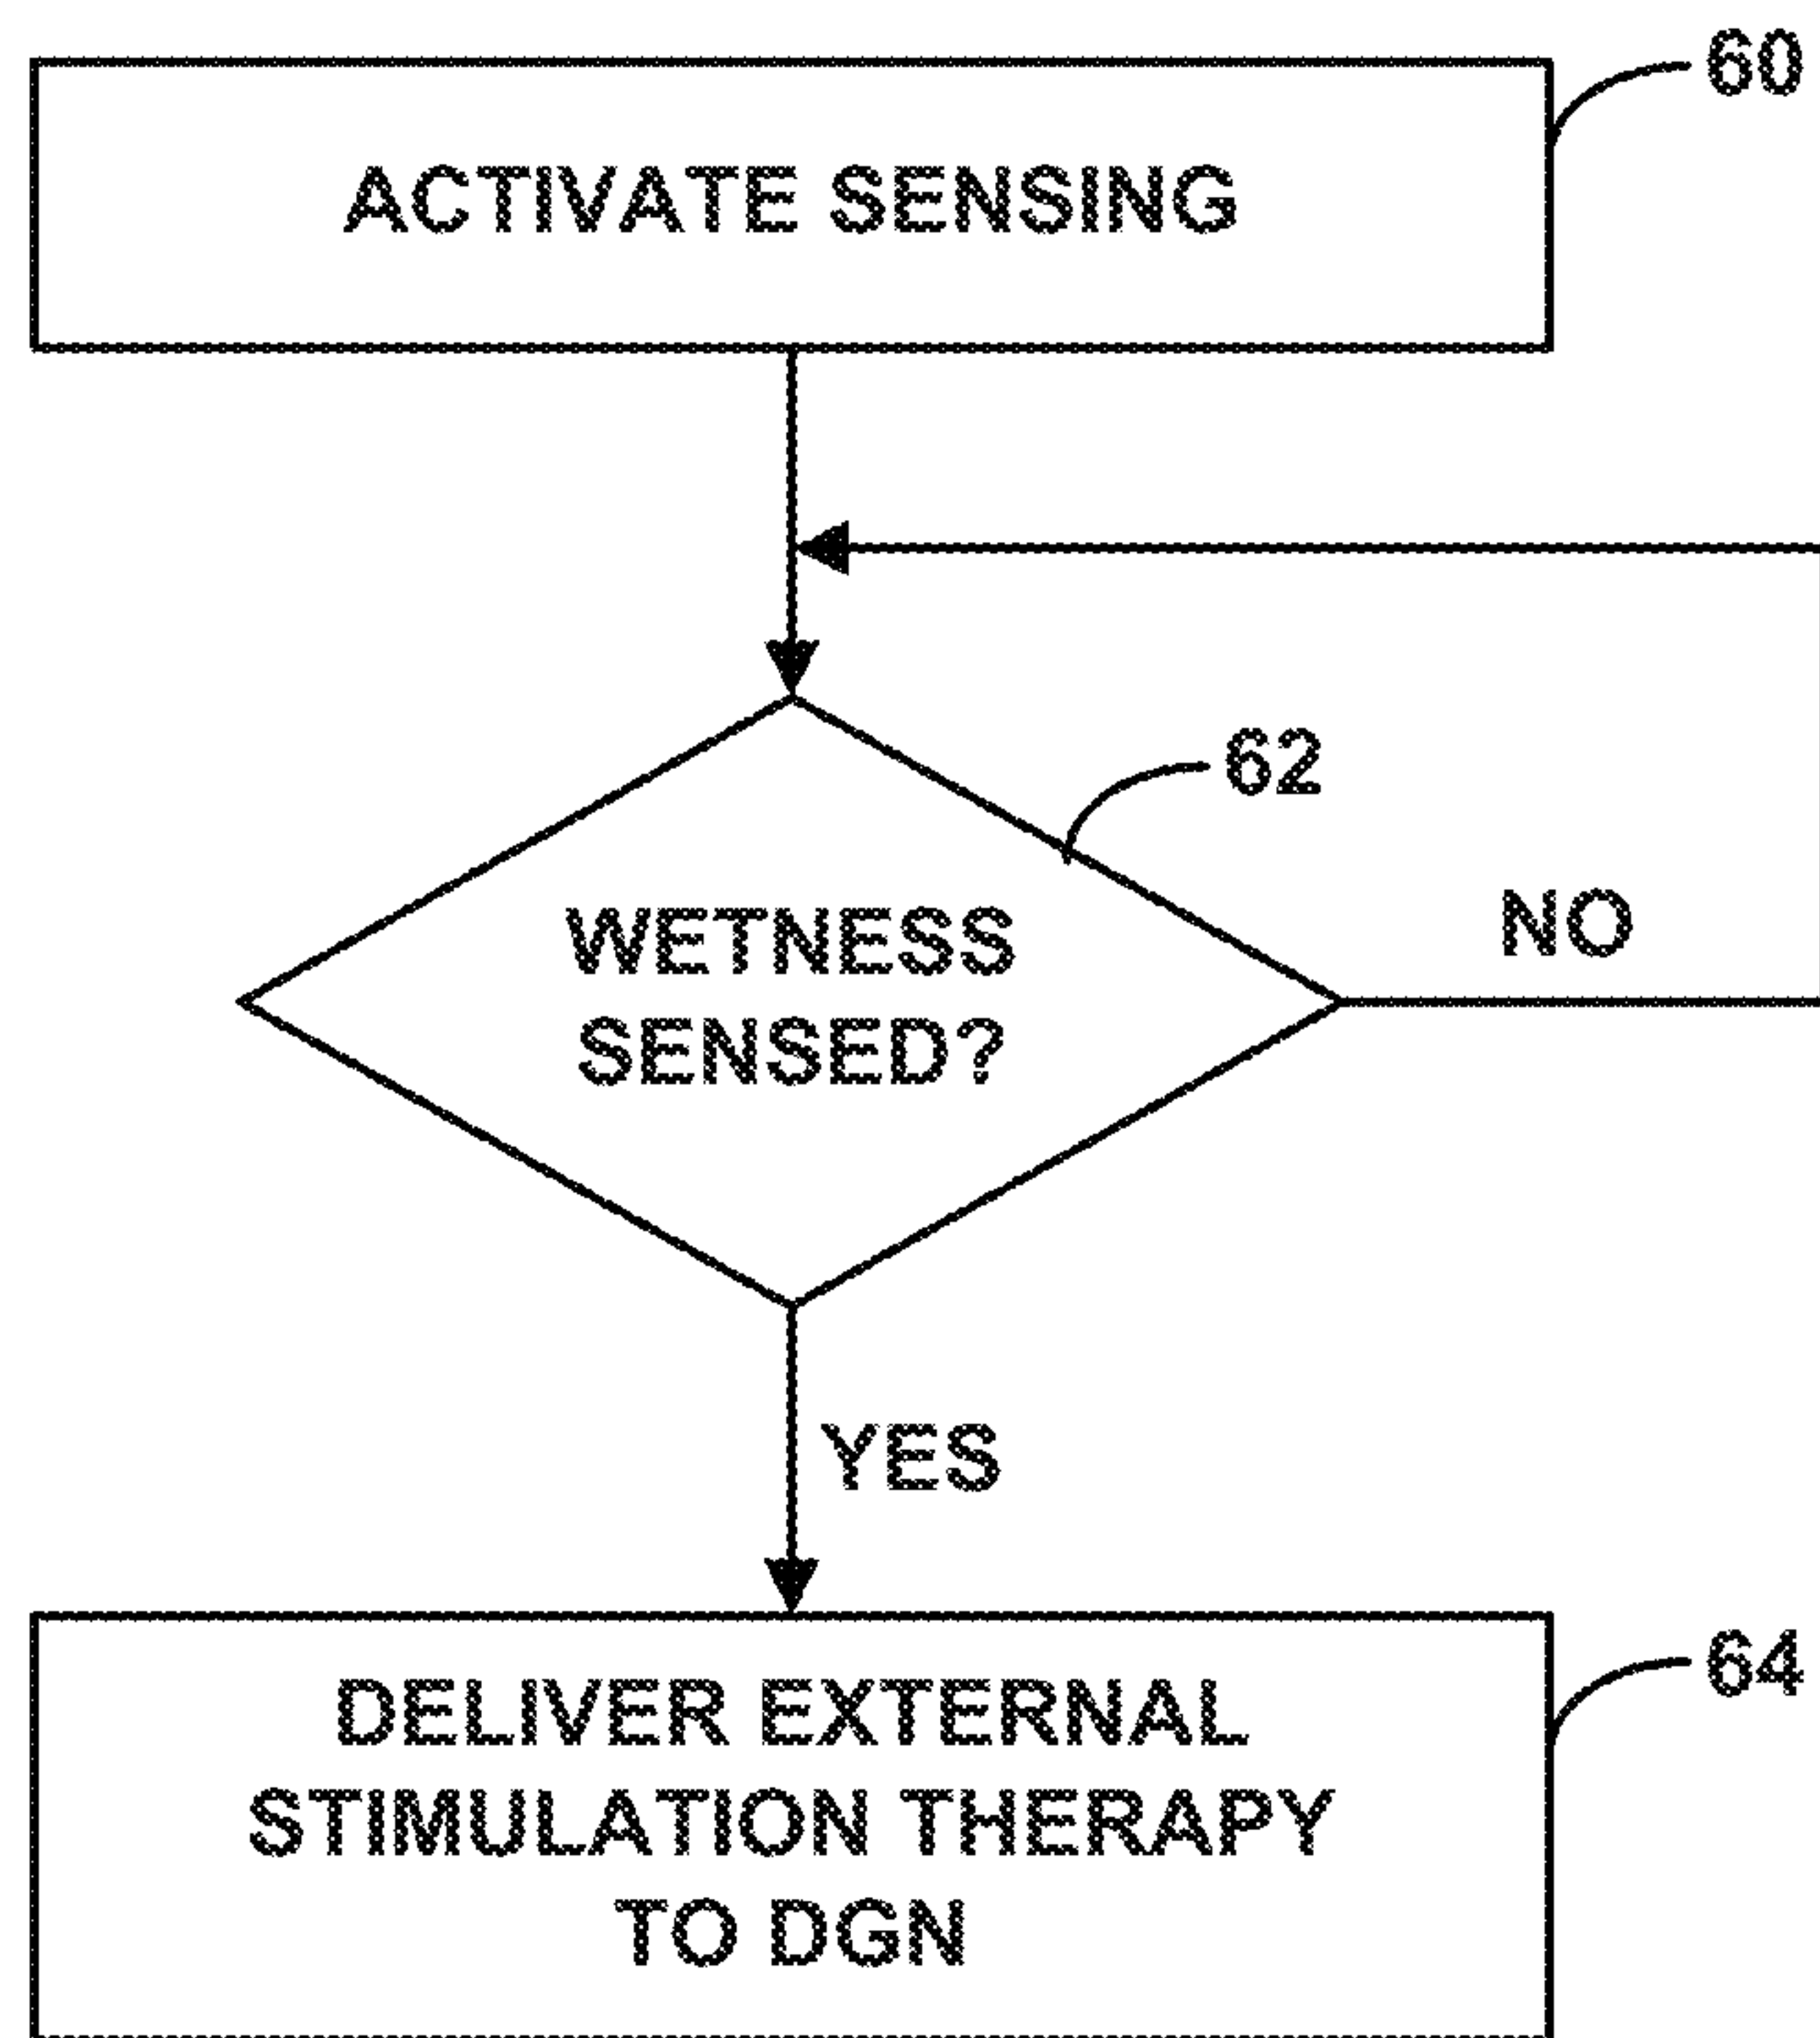 60
ACTIVATE SENSING
62
WETNESS
SENSED?
NO
YES
64
DELIVER EXTERNAL
STIMULATION THERAPY
TO DGN